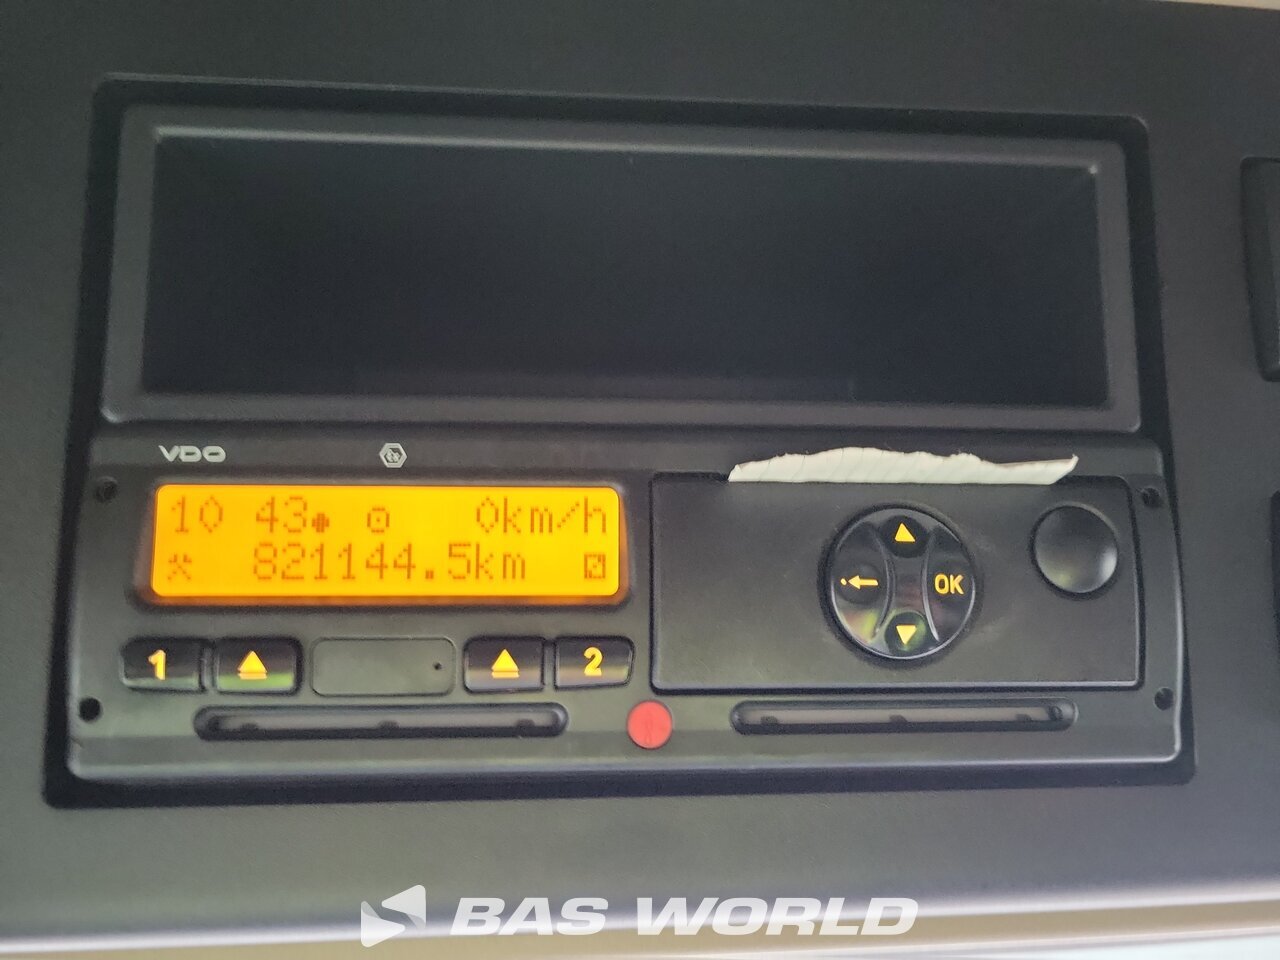 VDO
10 43 0km/h
821144.5km
OK
1 2
BAS WORLD